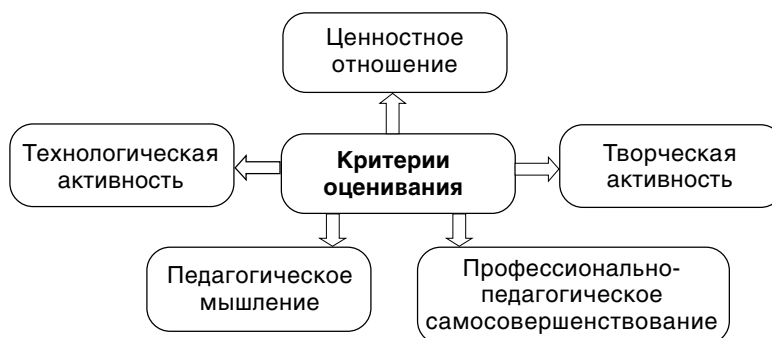 Ценностное
отношение
Технологическая
активность
Критерии
оценивания
Творческая
активность
Педагогическое
мышление
Профессионально-
педагогическое
самосовершенствование